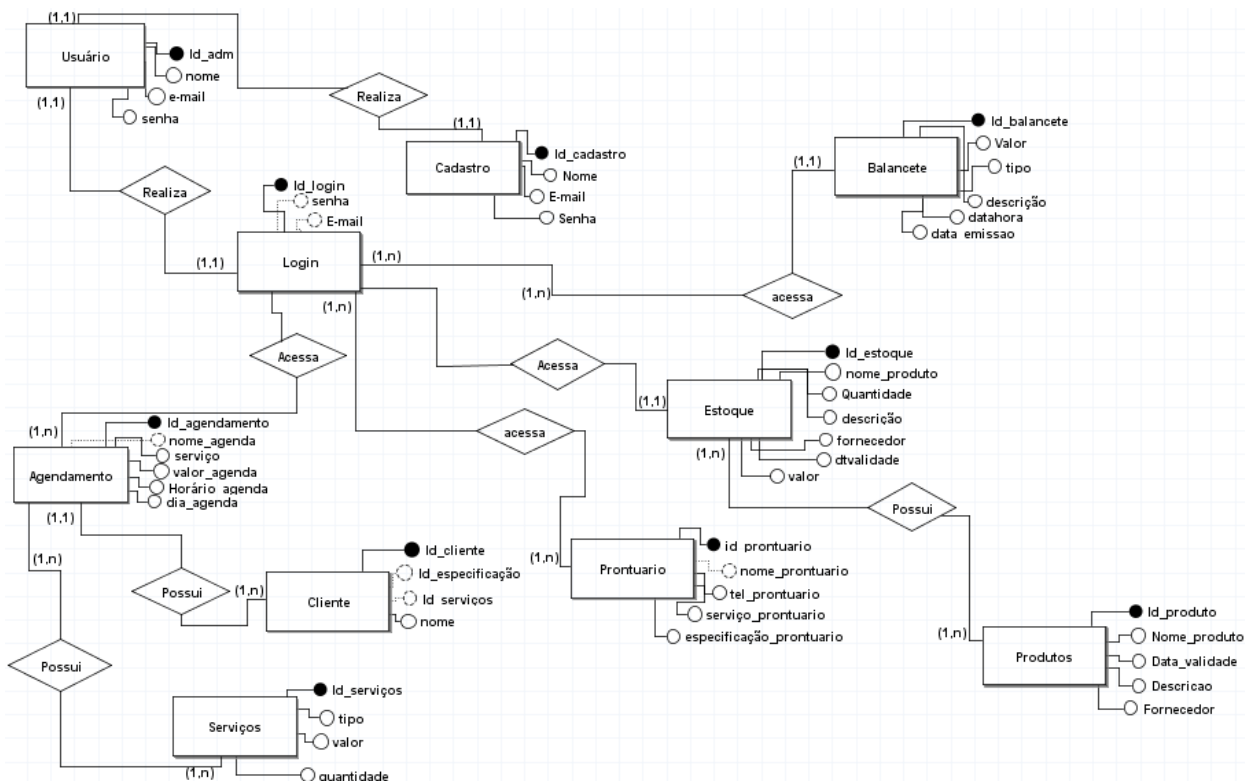 (1,1)
Usuário
Id_adm
nome
e-mail
senha
(1,1)
Realiza
(1,1)
Cadastro
Id_cadastro
Nome
E-mail
Senha
Id_balancete
Valor
tipo
descrição
datahora
data_emissao
Balancete
(1,1)
Realiza
Id_login
senha
E-mail
Login
(1,1)
(1,n)
(1,n)
(1,n)
acessa
Acessa
Acessa
acessa
(1,1)
Estoque
Id_estoque
nome_produto
Quantidade
descrição
fornecedor
dtvalidade
valor
(1,n)
(1,n)
Agendamento
Id_agendamento
nome_agenda
serviço
valor_agenda
Horário_agenda
dia_agenda
(1,1)
(1,n)
Possui
(1,n)
Cliente
Id_cliente
Id_especificação
Id_serviços
nome
(1,n)
Prontuario
id_prontuario
nome_prontuario
tel_prontuario
serviço_prontuario
especificação_prontuario
Possui
(1,n)
Produtos
Id_produto
Nome_produto
Data_validade
Descricao
Fornecedor
Possui
Serviços
Id_serviços
tipo
valor
quantidade
(1,n)